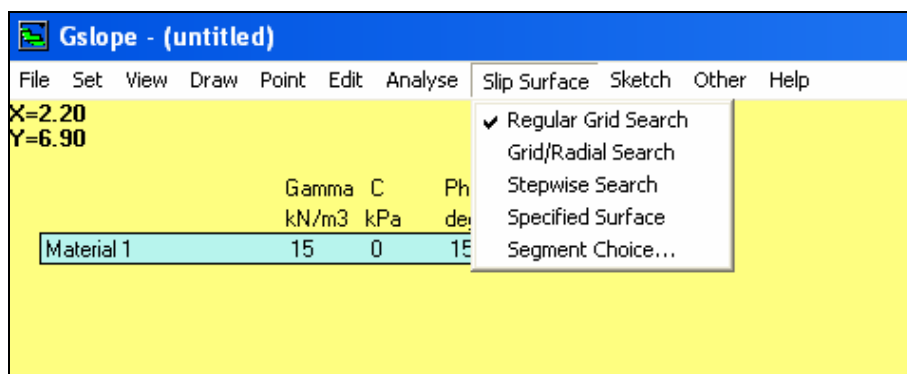 Gslope - (untitled)
File Set View Draw Point Edit Analyse Slip Surface Sketch Other Help
X=2.20
Y=6.90
✓ Regular Grid Search
Grid/Radial Search
Stepwise Search
Specified Surface
Segment Choice...
Gamma C Ph
kN/m3 kPa
Material 1 15 0 15